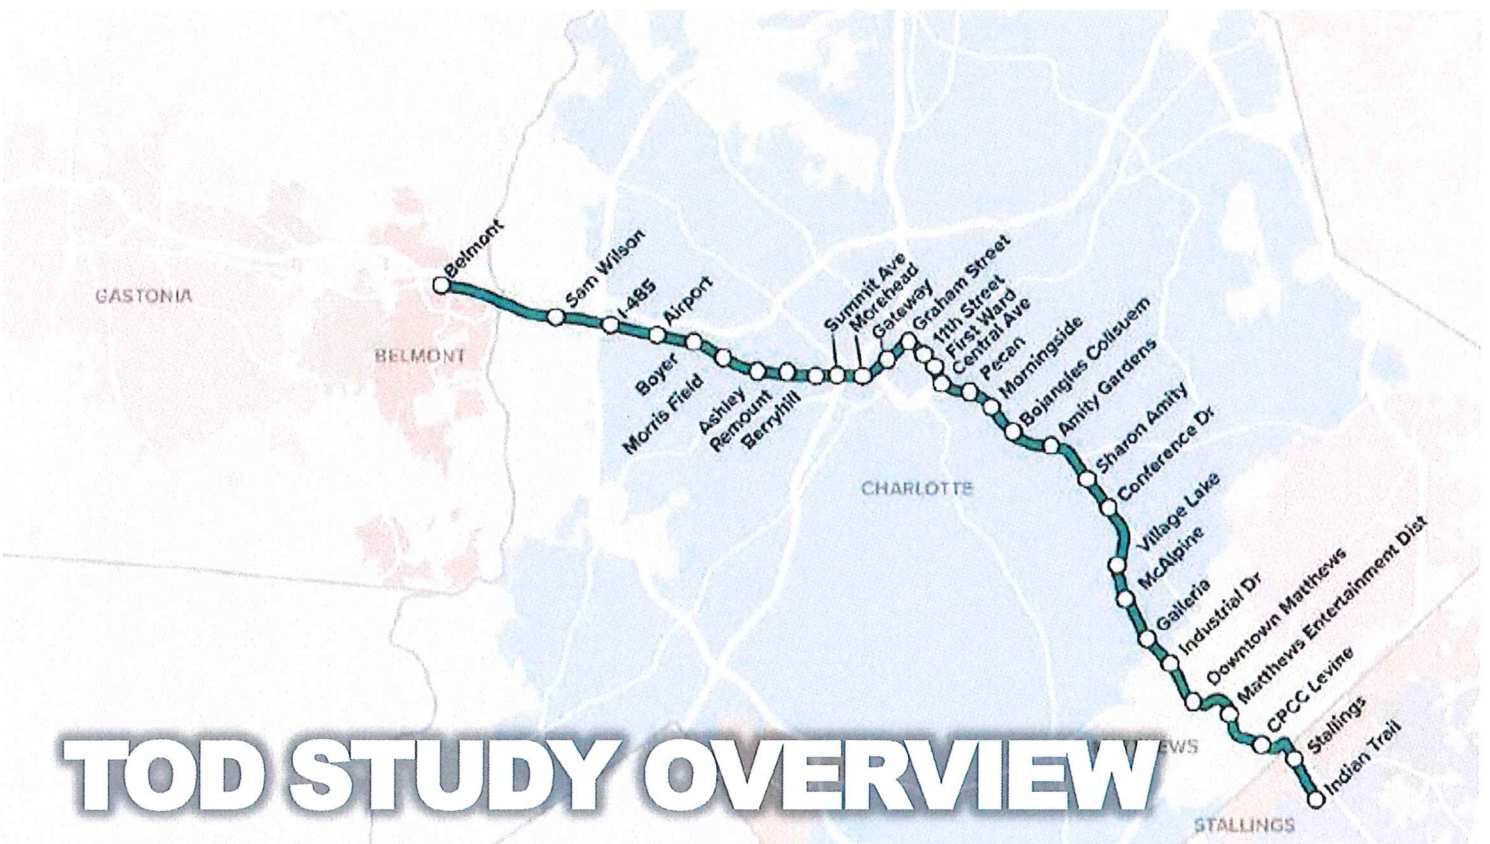 Belmont
Sam Wilson
I-485
Airport
Boyer
Morris Field
Ashley
Remount
Berryhill
Summit Ave
Morehead
Gateway
Graham Street
11th Street
First Ward
Central Ave
Pecan
Morningside
Bojangles Colisuem
Amity Gardens
Sharon Amity
Conference Dr
Village Lake
McAlpine
Galleria
Industrial Dr
Downtown Matthews
Matthews Entertainment Dist
CPCC Levine
Stallings
Indian Trail
GASTONIA
BELMONT
CHARLOTTE
STALLINGS
TOD STUDY OVERVIEW